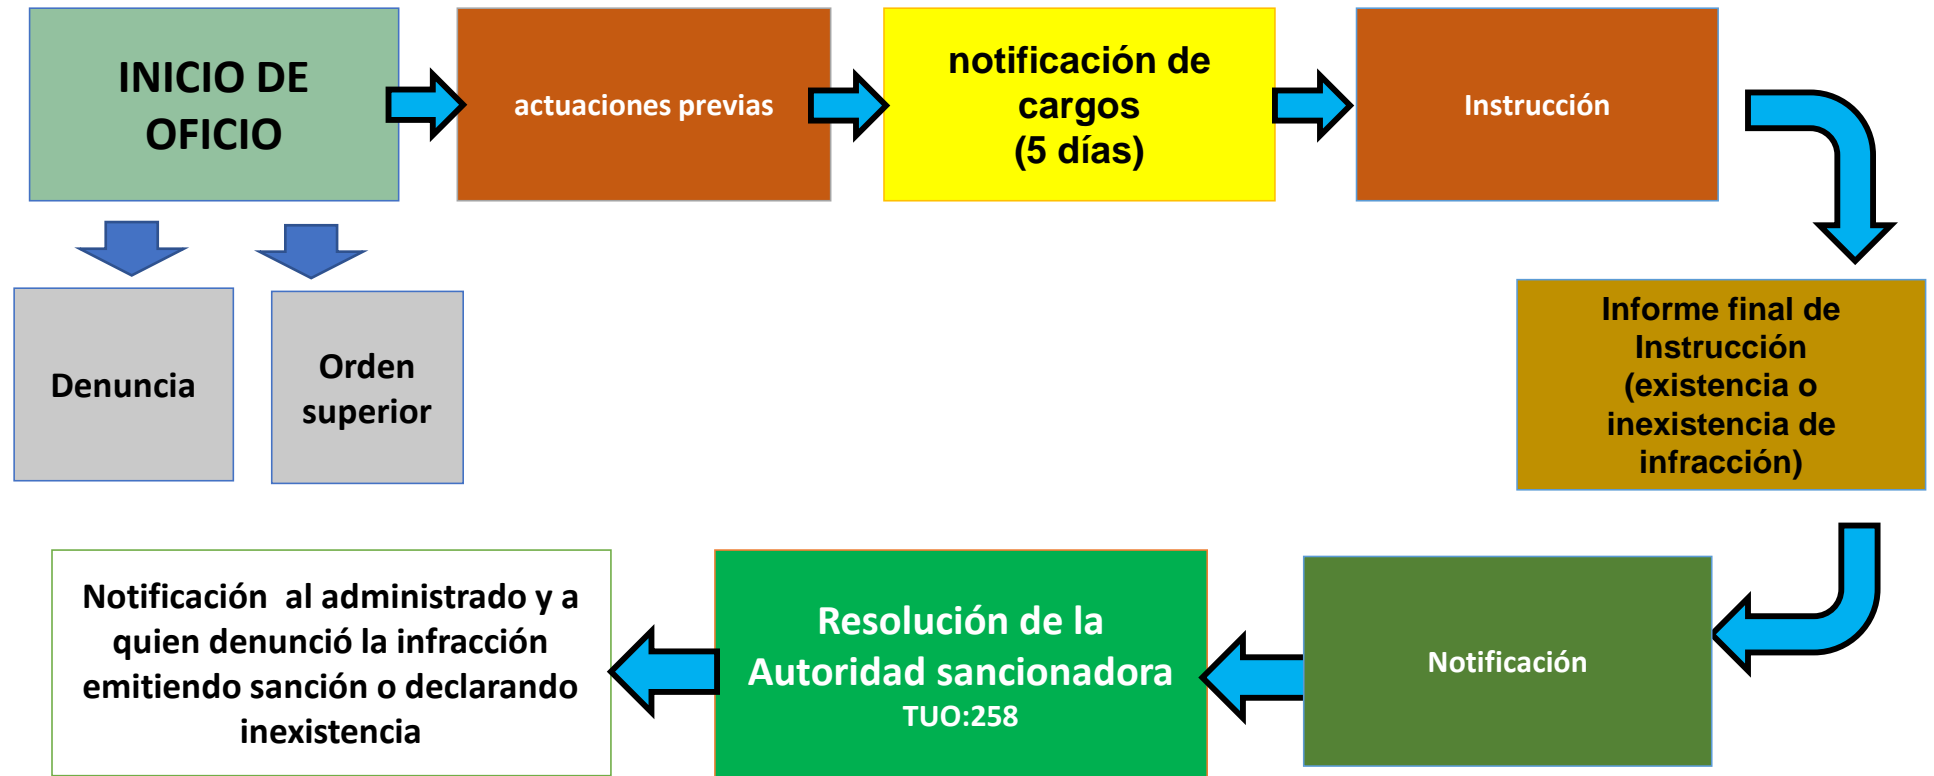 INICIO DE
OFICIO
actuaciones previas
notificación de
cargos
(5 días)
Instrucción
Denuncia
Orden
superior
Informe final de
Instrucción
(existencia o
inexistencia de
infracción)
Notificación
Resolución de la
Autoridad sancionadora
TUO:258
Notificación  al administrado y a
quien denunció la infracción
emitiendo sanción o declarando
inexistencia